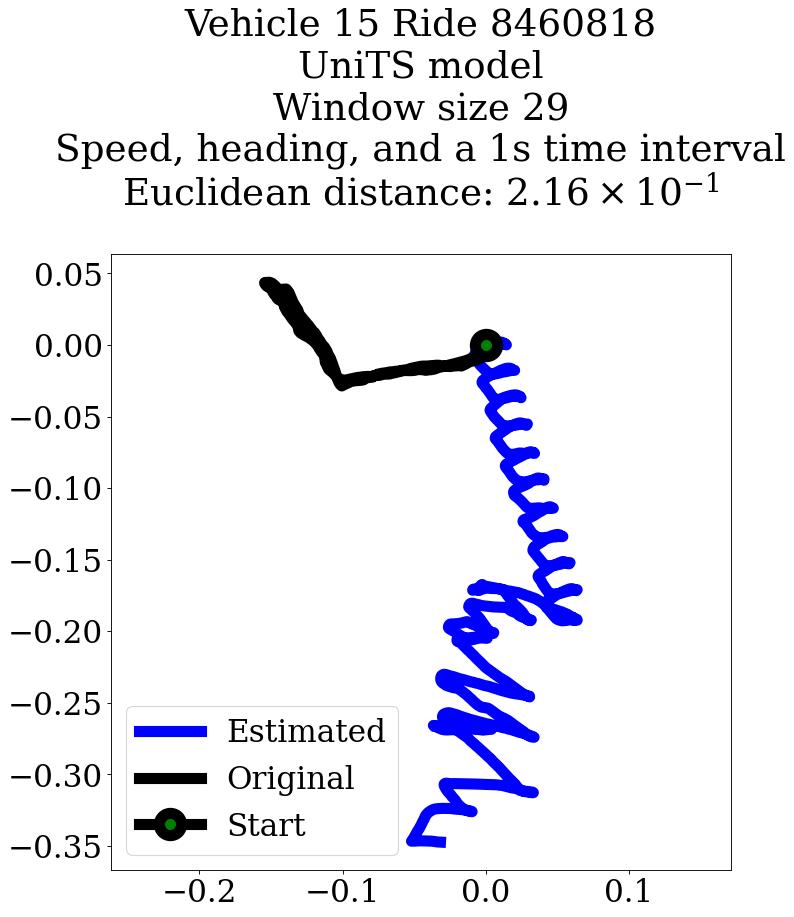 Vehicle 15 Ride 8460818
UniTS model
Window size 29
Speed, heading, and a 1s time interval
Euclidean distance: 2.16 × 10⁻¹
0.05
0.00
−0.05
−0.10
−0.15
−0.20
−0.25
−0.30
−0.35
Estimated
Original
Start
−0.2
−0.1
0.0
0.1